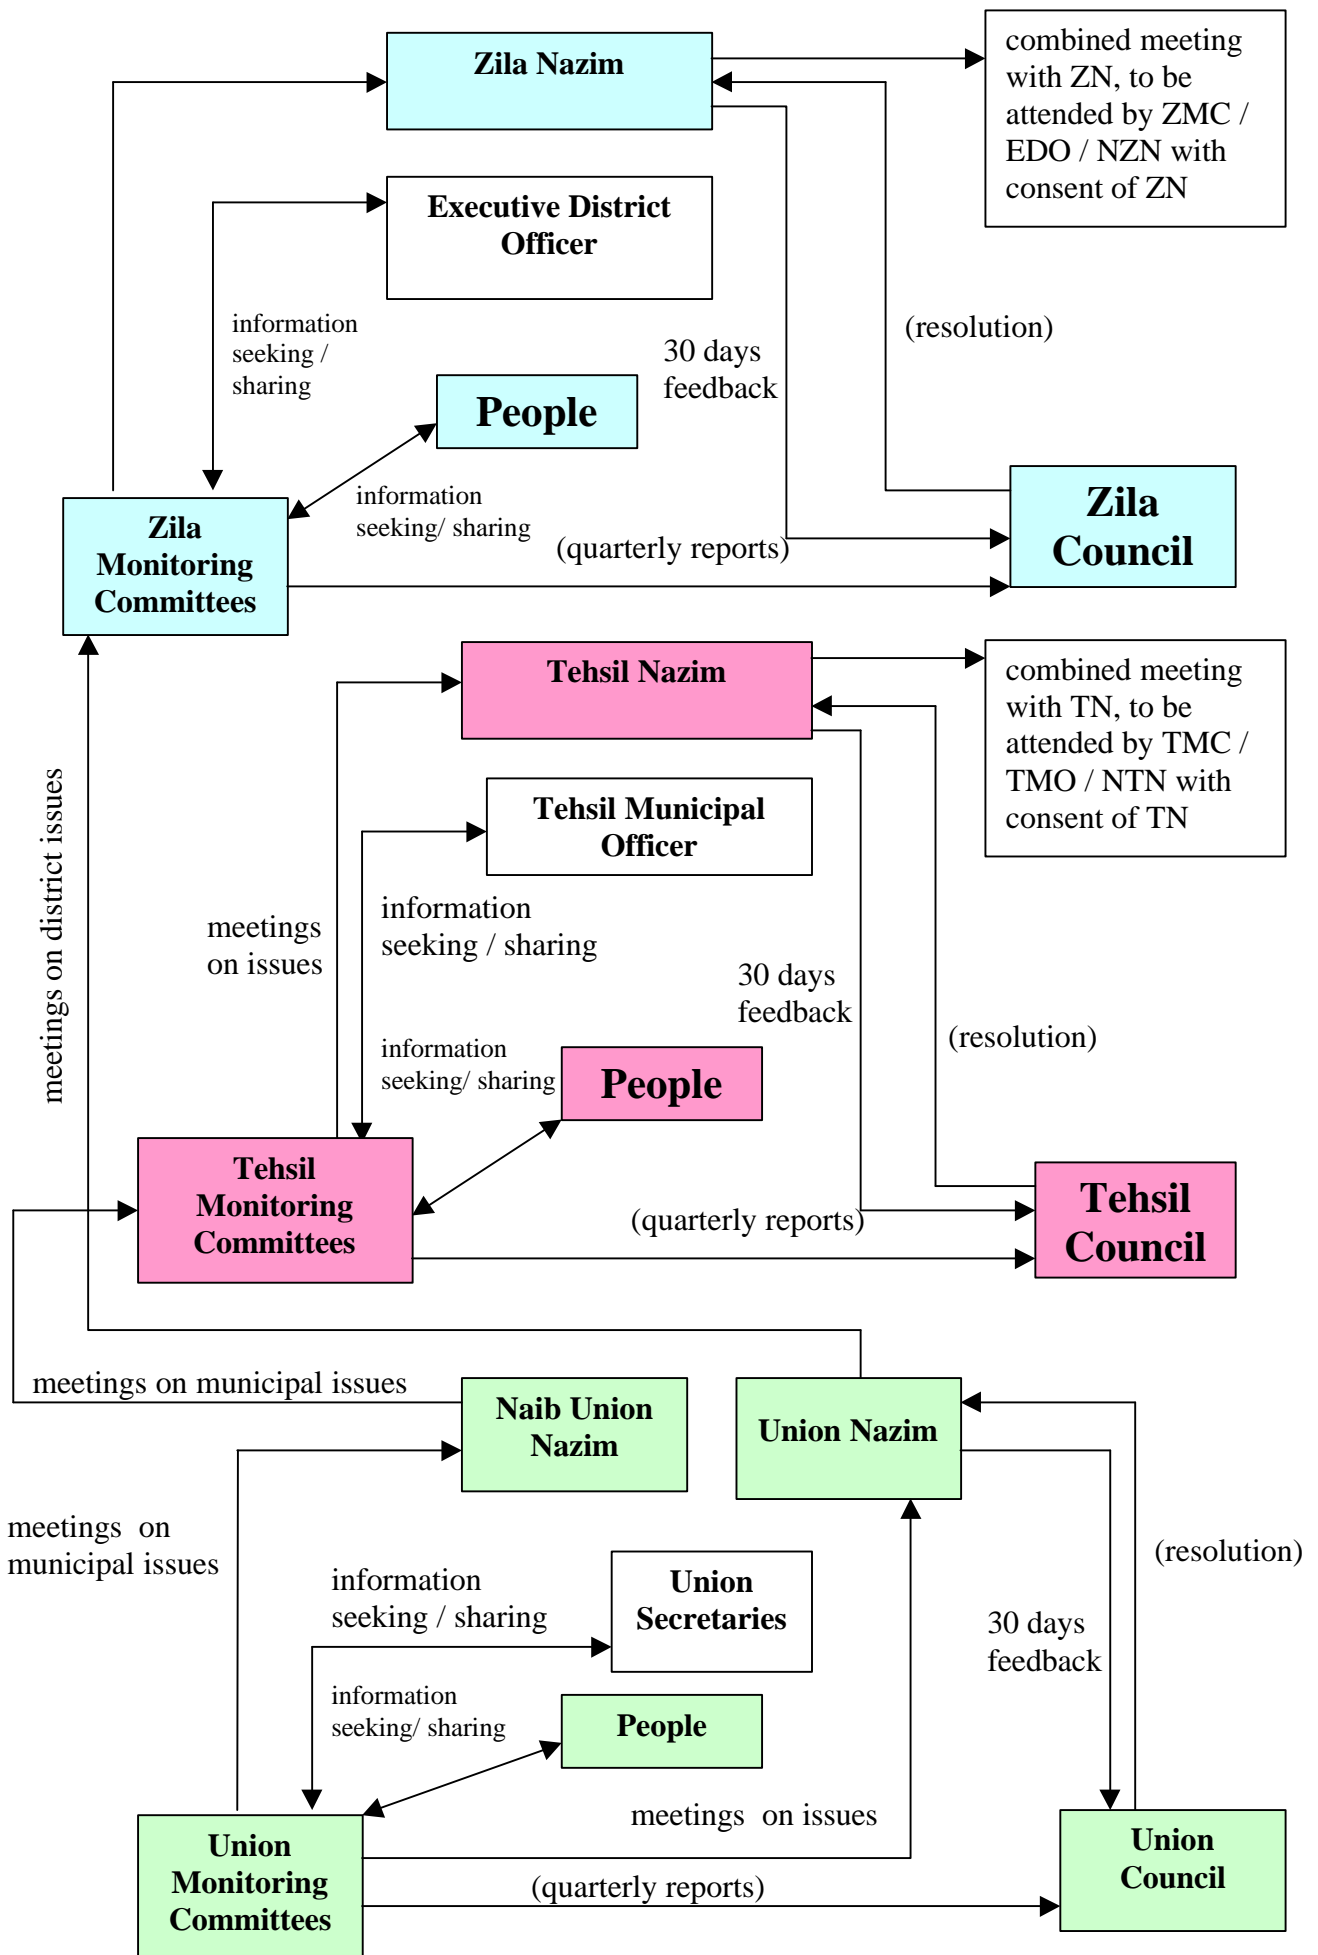 Zila Nazim
combined meeting
with ZN, to be
attended by ZMC /
EDO / NZN with
consent of ZN
Executive District
Officer
information
seeking /
sharing
30 days
feedback
(resolution)
People
information
seeking/ sharing
Zila
Monitoring
Committees
(quarterly reports)
Zila
Council
Tehsil Nazim
combined meeting
with TN, to be
attended by TMC /
TMO / NTN with
consent of TN
meetings on district issues
Tehsil Municipal
Officer
meetings
on issues
information
seeking / sharing
30 days
feedback
(resolution)
information
seeking/ sharing
People
Tehsil
Monitoring
Committees
(quarterly reports)
Tehsil
Council
meetings on municipal issues
Naib Union
Nazim
Union Nazim
meetings  on
municipal issues
information
seeking / sharing
Union
Secretaries
(resolution)
30 days
feedback
information
seeking/ sharing
People
meetings  on issues
Union
Monitoring
Committees
(quarterly reports)
Union
Council